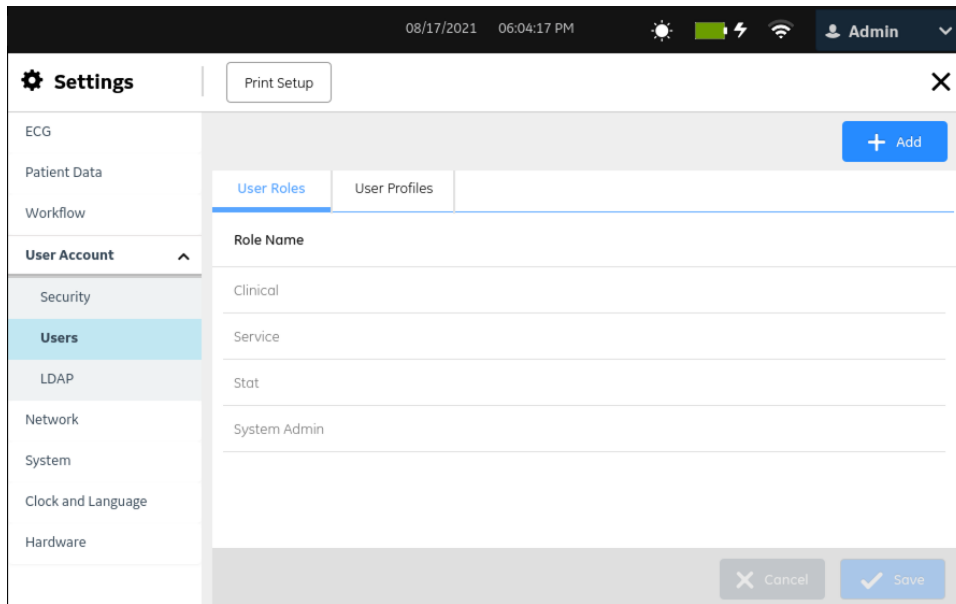 08/17/2021 06:04:17 PM Admin
Settings Print Setup
ECG
Add
Patient Data
User Roles User Profiles
Workflow
Role Name
User Account
Clinical
Security
Users
Service
LDAP
Stat
Network
System Admin
System
Clock and Language
Hardware
Cancel Save